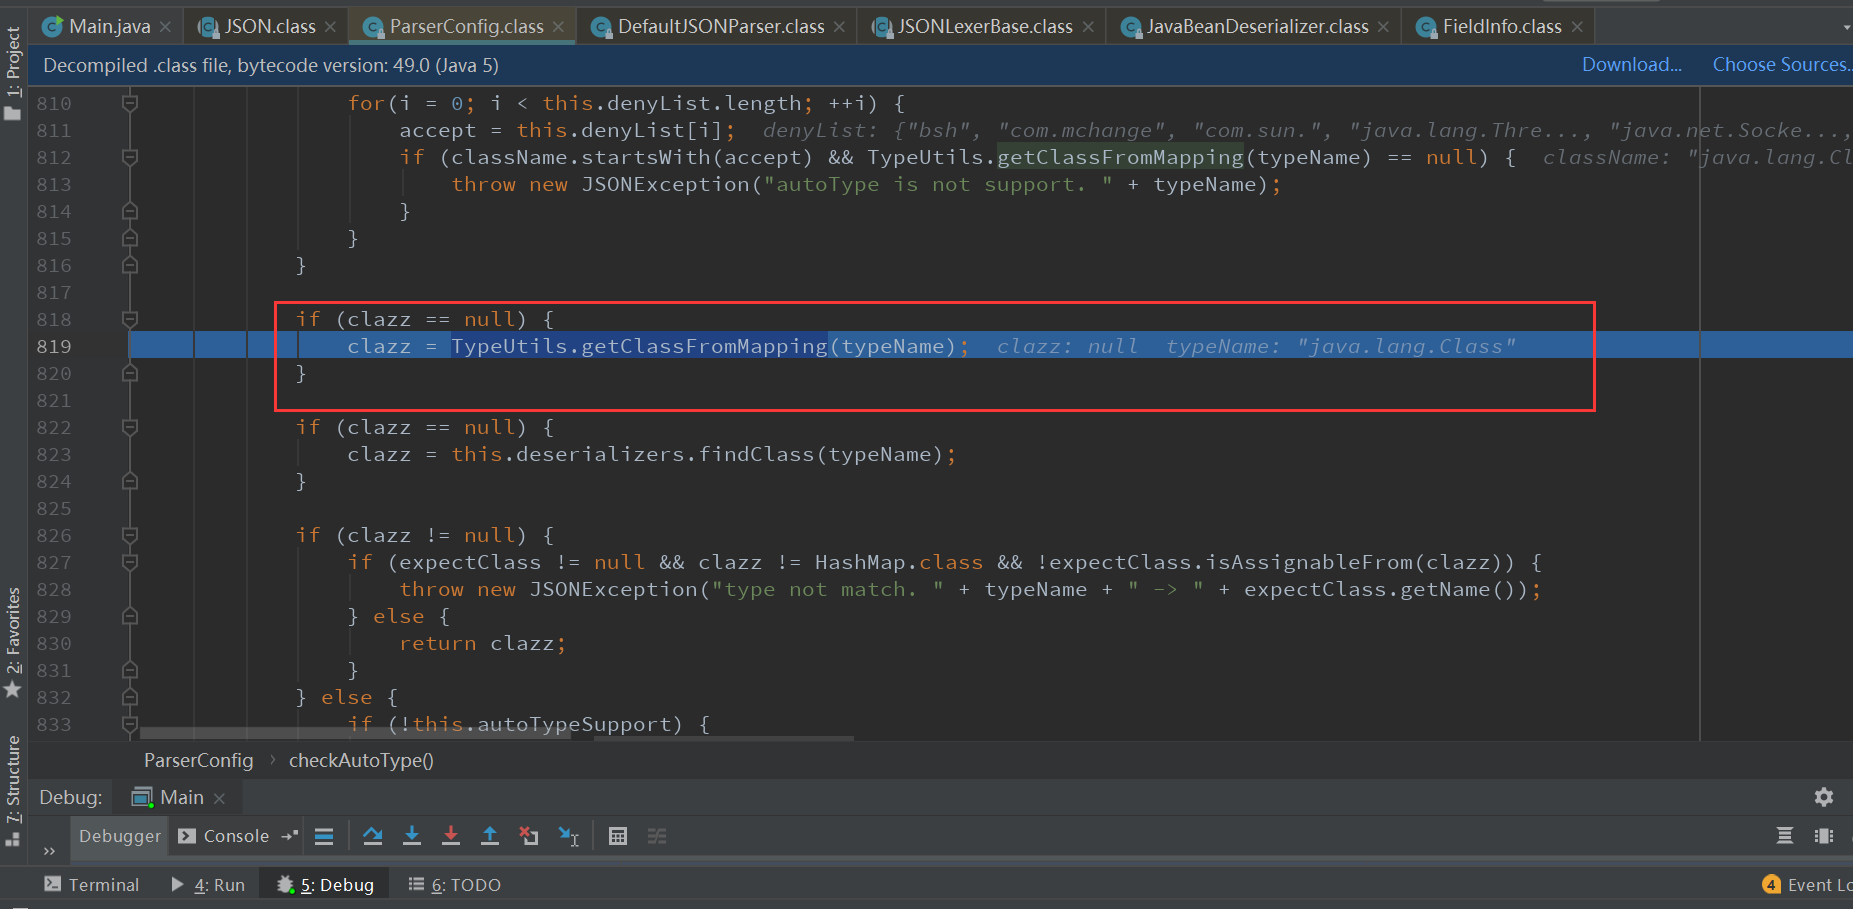 1: Project
Main.java
JSON.class
ParserConfig.class
DefaultJSONParser.class
JSONLexerBase.class
JavaBeanDeserializer.class
FieldInfo.class
Decompiled .class file, bytecode version: 49.0 (Java 5)
Download...
Choose Sources..
810 for(i = 0; i < this.denyList.length; ++i) {
811 accept = this.denyList[i]; denyList: {"bsh", "com.mchange", "com.sun.", "java.lang.Thre..., "java.net.Socke...,
812 if (className.startsWith(accept) && TypeUtils.getClassFromMapping(typeName) == null) { className: "java.lang.Cl
813 throw new JSONException("autoType is not support. " + typeName);
814 }
815 }
816 }
817
818 if (clazz == null) {
819 clazz = TypeUtils.getClassFromMapping(typeName); clazz: null typeName: "java.lang.Class"
820 }
821
822 if (clazz == null) {
823 clazz = this.deserializers.findClass(typeName);
824 }
825
826 if (clazz != null) {
827 if (expectClass != null && clazz != HashMap.class && !expectClass.isAssignableFrom(clazz)) {
828 throw new JSONException("type not match. " + typeName + " -> " + expectClass.getName());
829 } else {
830 return clazz;
831 }
832 } else {
833 if (!this.autoTypeSupport) {
2: Favorites
7: Structure
ParserConfig › checkAutoType()
Debug: Main
Debugger Console
Terminal 4: Run 5: Debug 6: TODO
4 Event Lo